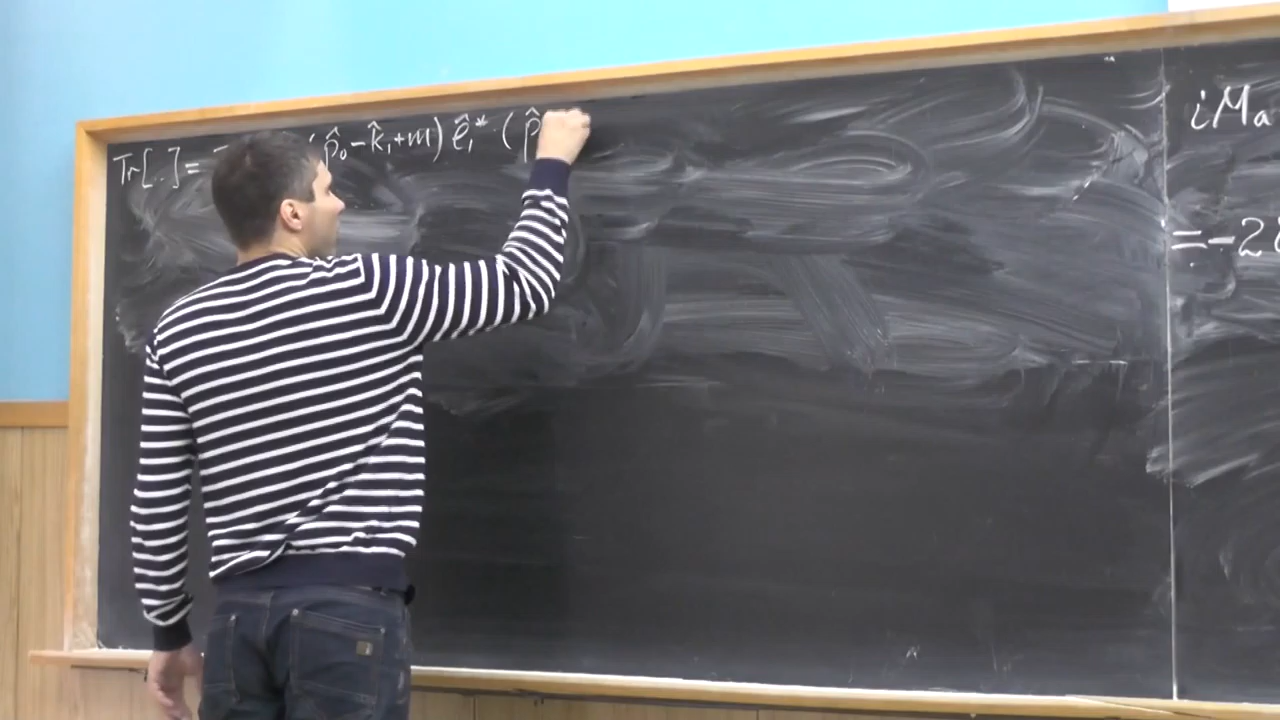 Tr[..] = (p̂₀-k̂₁+m) ê₁* · (p̂
iMₐ
=-2